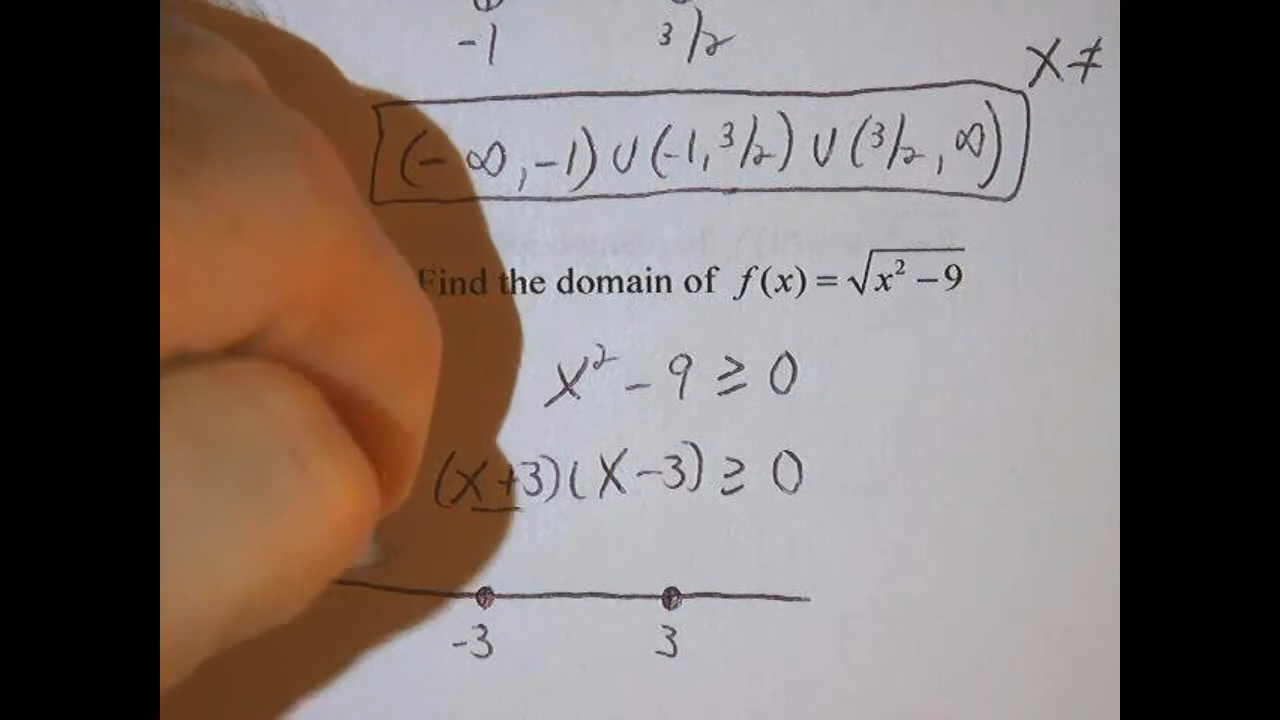 -1 3/2
X ≠
(-∞, -1) ∪ (-1, 3/2) ∪ (3/2, ∞)
Find the domain of f(x) = √x² – 9
X² - 9 ≥ 0
(X+3)(X-3) ≥ 0
-3 3